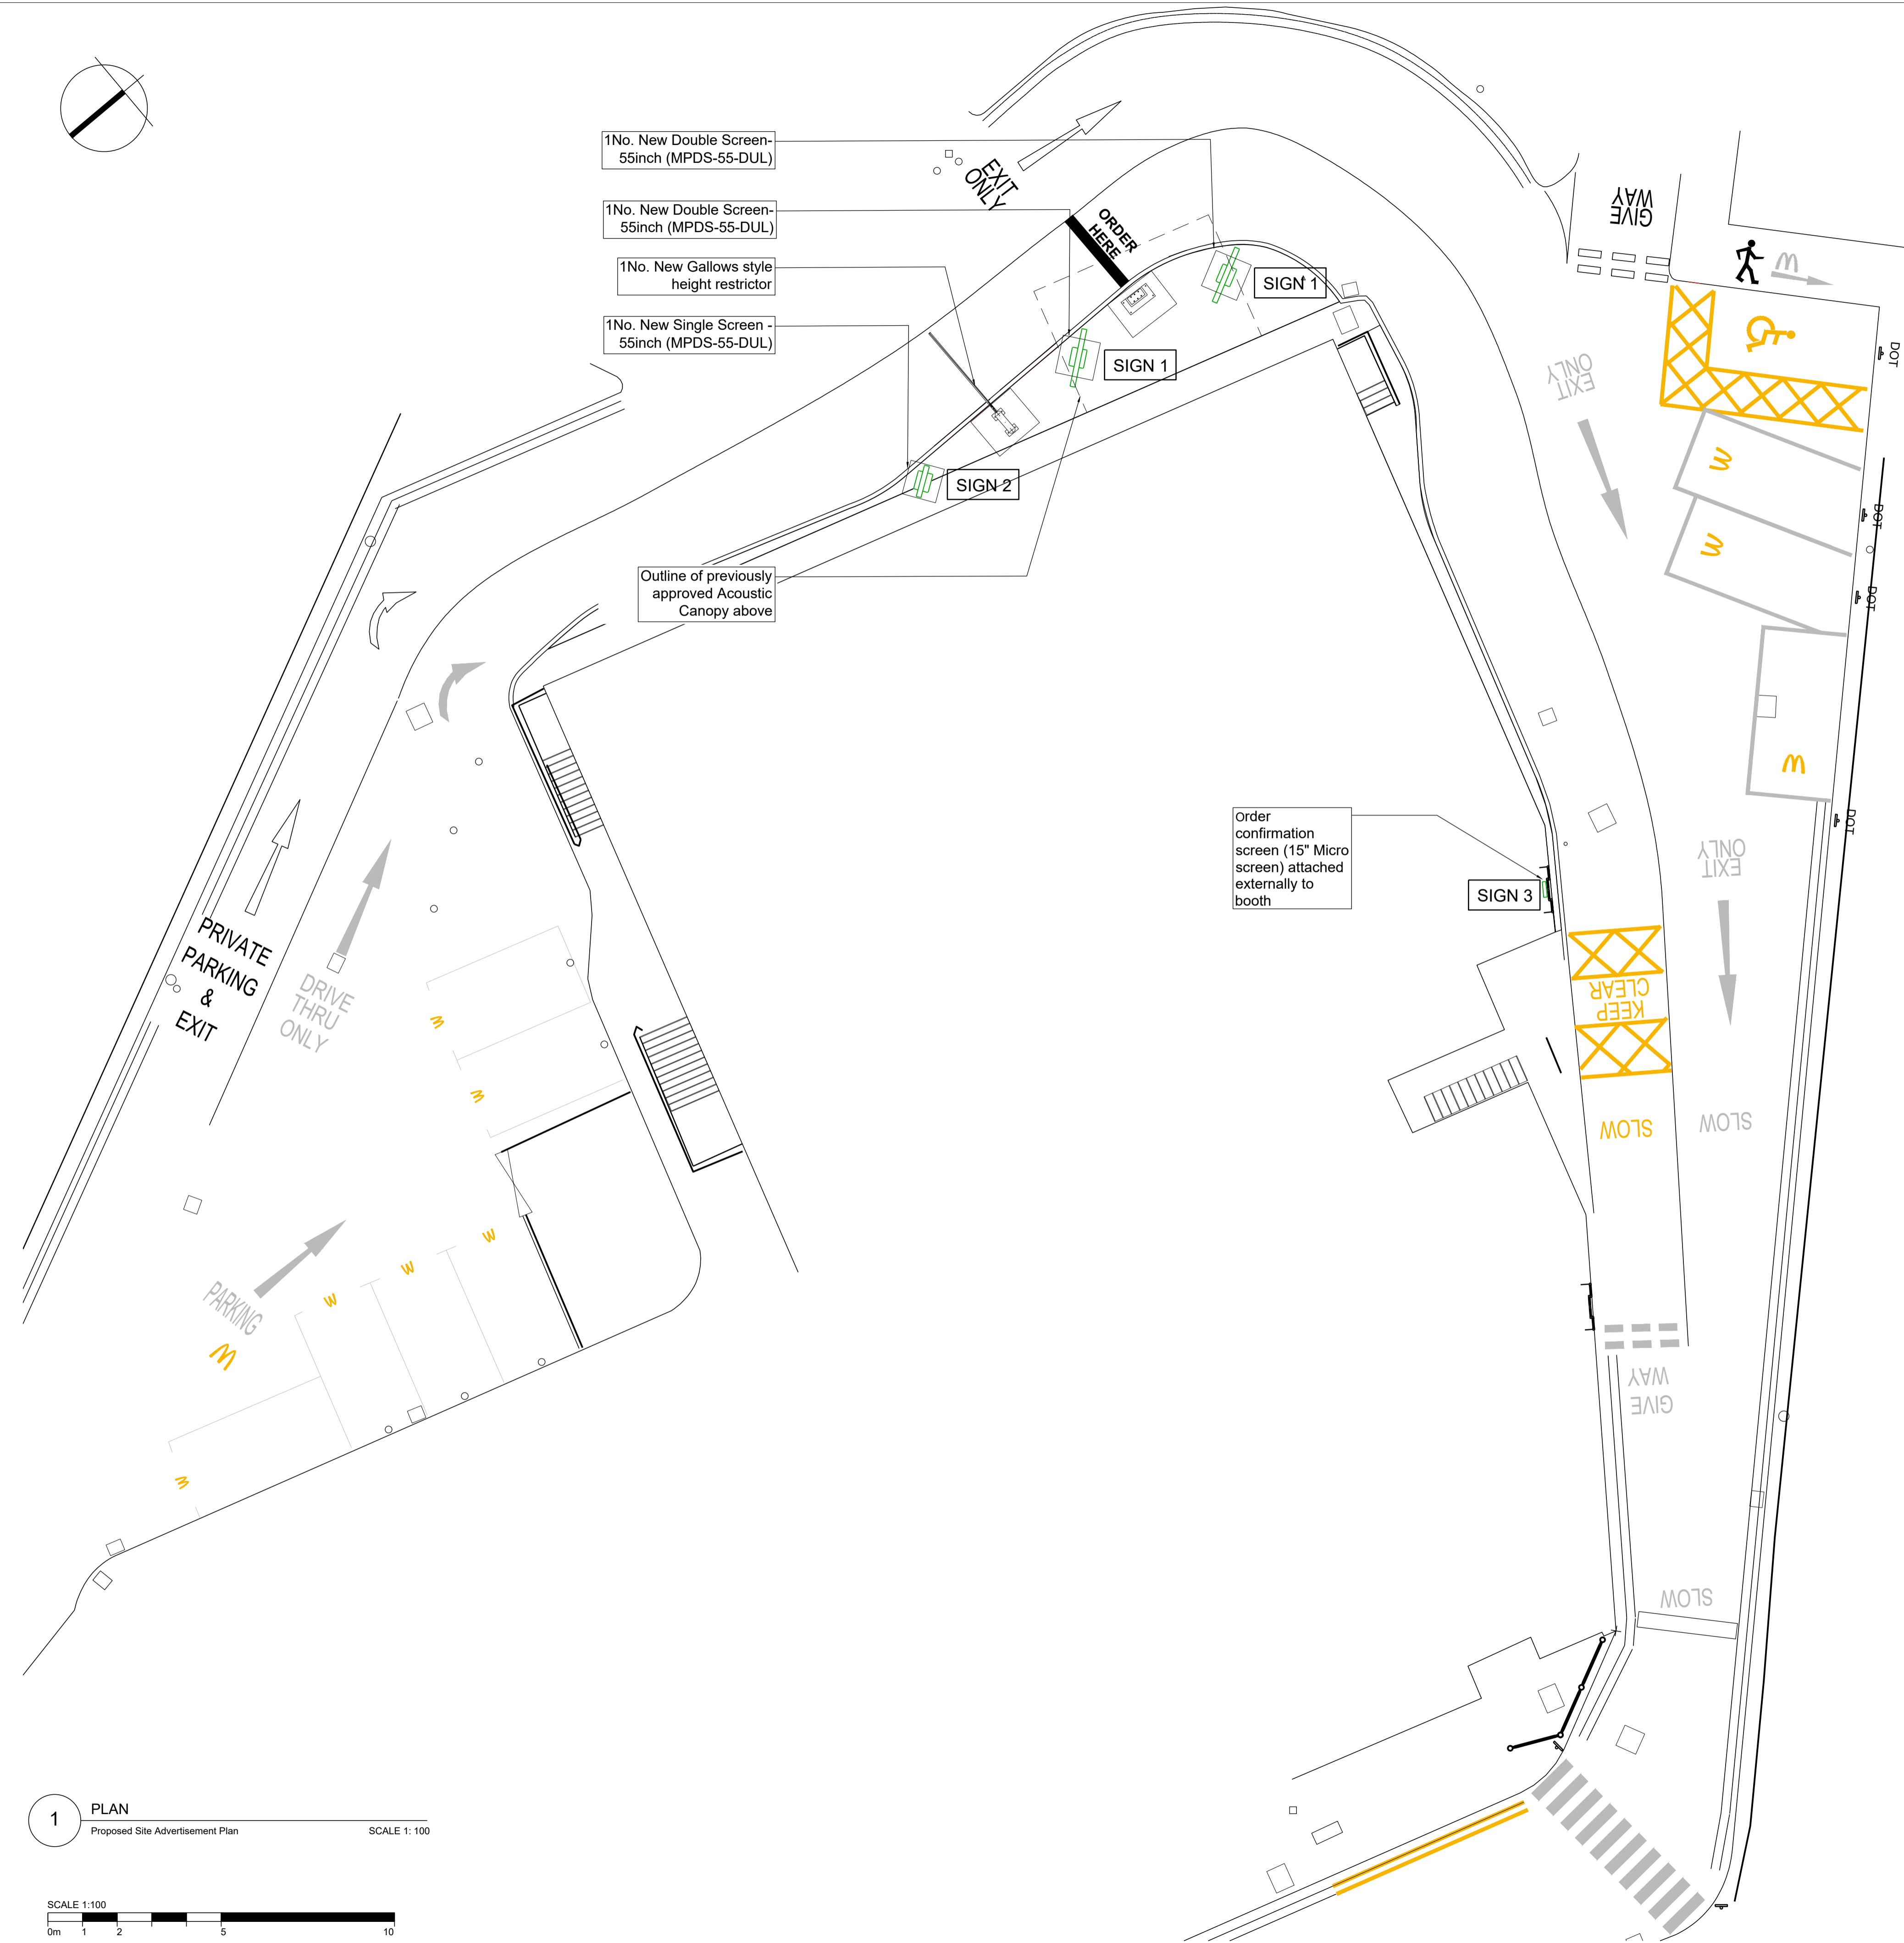 1No. New Double Screen-
55inch (MPDS-55-DUL)
1No. New Double Screen-
55inch (MPDS-55-DUL)
1No. New Gallows style
height restrictor
1No. New Single Screen -
55inch (MPDS-55-DUL)
EXIT
ONLY
ORDER
HERE
SIGN 1
SIGN 1
SIGN 2
Outline of previously
approved Acoustic
Canopy above
GIVE
WAY
EXIT
ONLY
DOT
DOT
DOT
DOT
Order
confirmation
screen (15" Micro
screen) attached
externally to
booth
SIGN 3
EXIT
ONLY
KEEP
CLEAR
SLOW
SLOW
GIVE
WAY
SLOW
PRIVATE
PARKING
&
EXIT
DRIVE
THRU
ONLY
PARKING
1
PLAN
Proposed Site Advertisement Plan
SCALE 1: 100
SCALE 1:100
0m 1 2 5 10